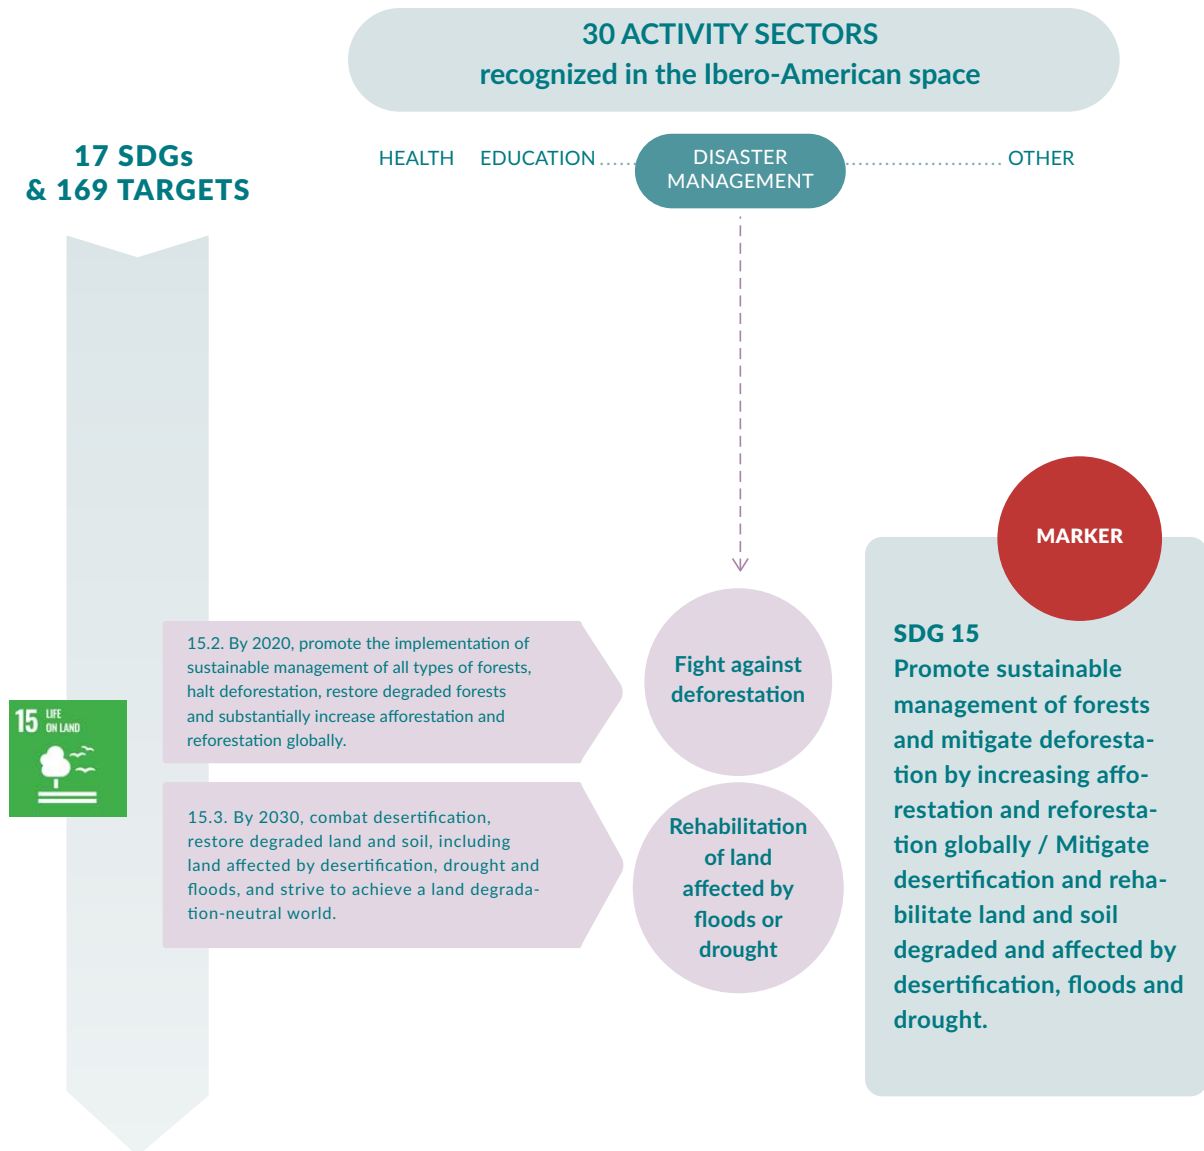 30 ACTIVITY SECTORS
recognized in the Ibero-American space
17 SDGs
& 169 TARGETS
HEALTH EDUCATION ...... DISASTER MANAGEMENT ........................ OTHER
15.2. By 2020, promote the implementation of
sustainable management of all types of forests,
halt deforestation, restore degraded forests
and substantially increase afforestation and
reforestation globally.
Fight against
deforestation
15 LIFE
ON LAND
15.3. By 2030, combat desertification,
restore degraded land and soil, including
land affected by desertification, drought and
floods, and strive to achieve a land degrada-
tion-neutral world.
Rehabilitation
of land
affected by
floods or
drought
MARKER
SDG 15
Promote sustainable
management of forests
and mitigate deforesta-
tion by increasing affo-
restation and reforesta-
tion globally / Mitigate
desertification and reha-
bilitate land and soil
degraded and affected by
desertification, floods and
drought.